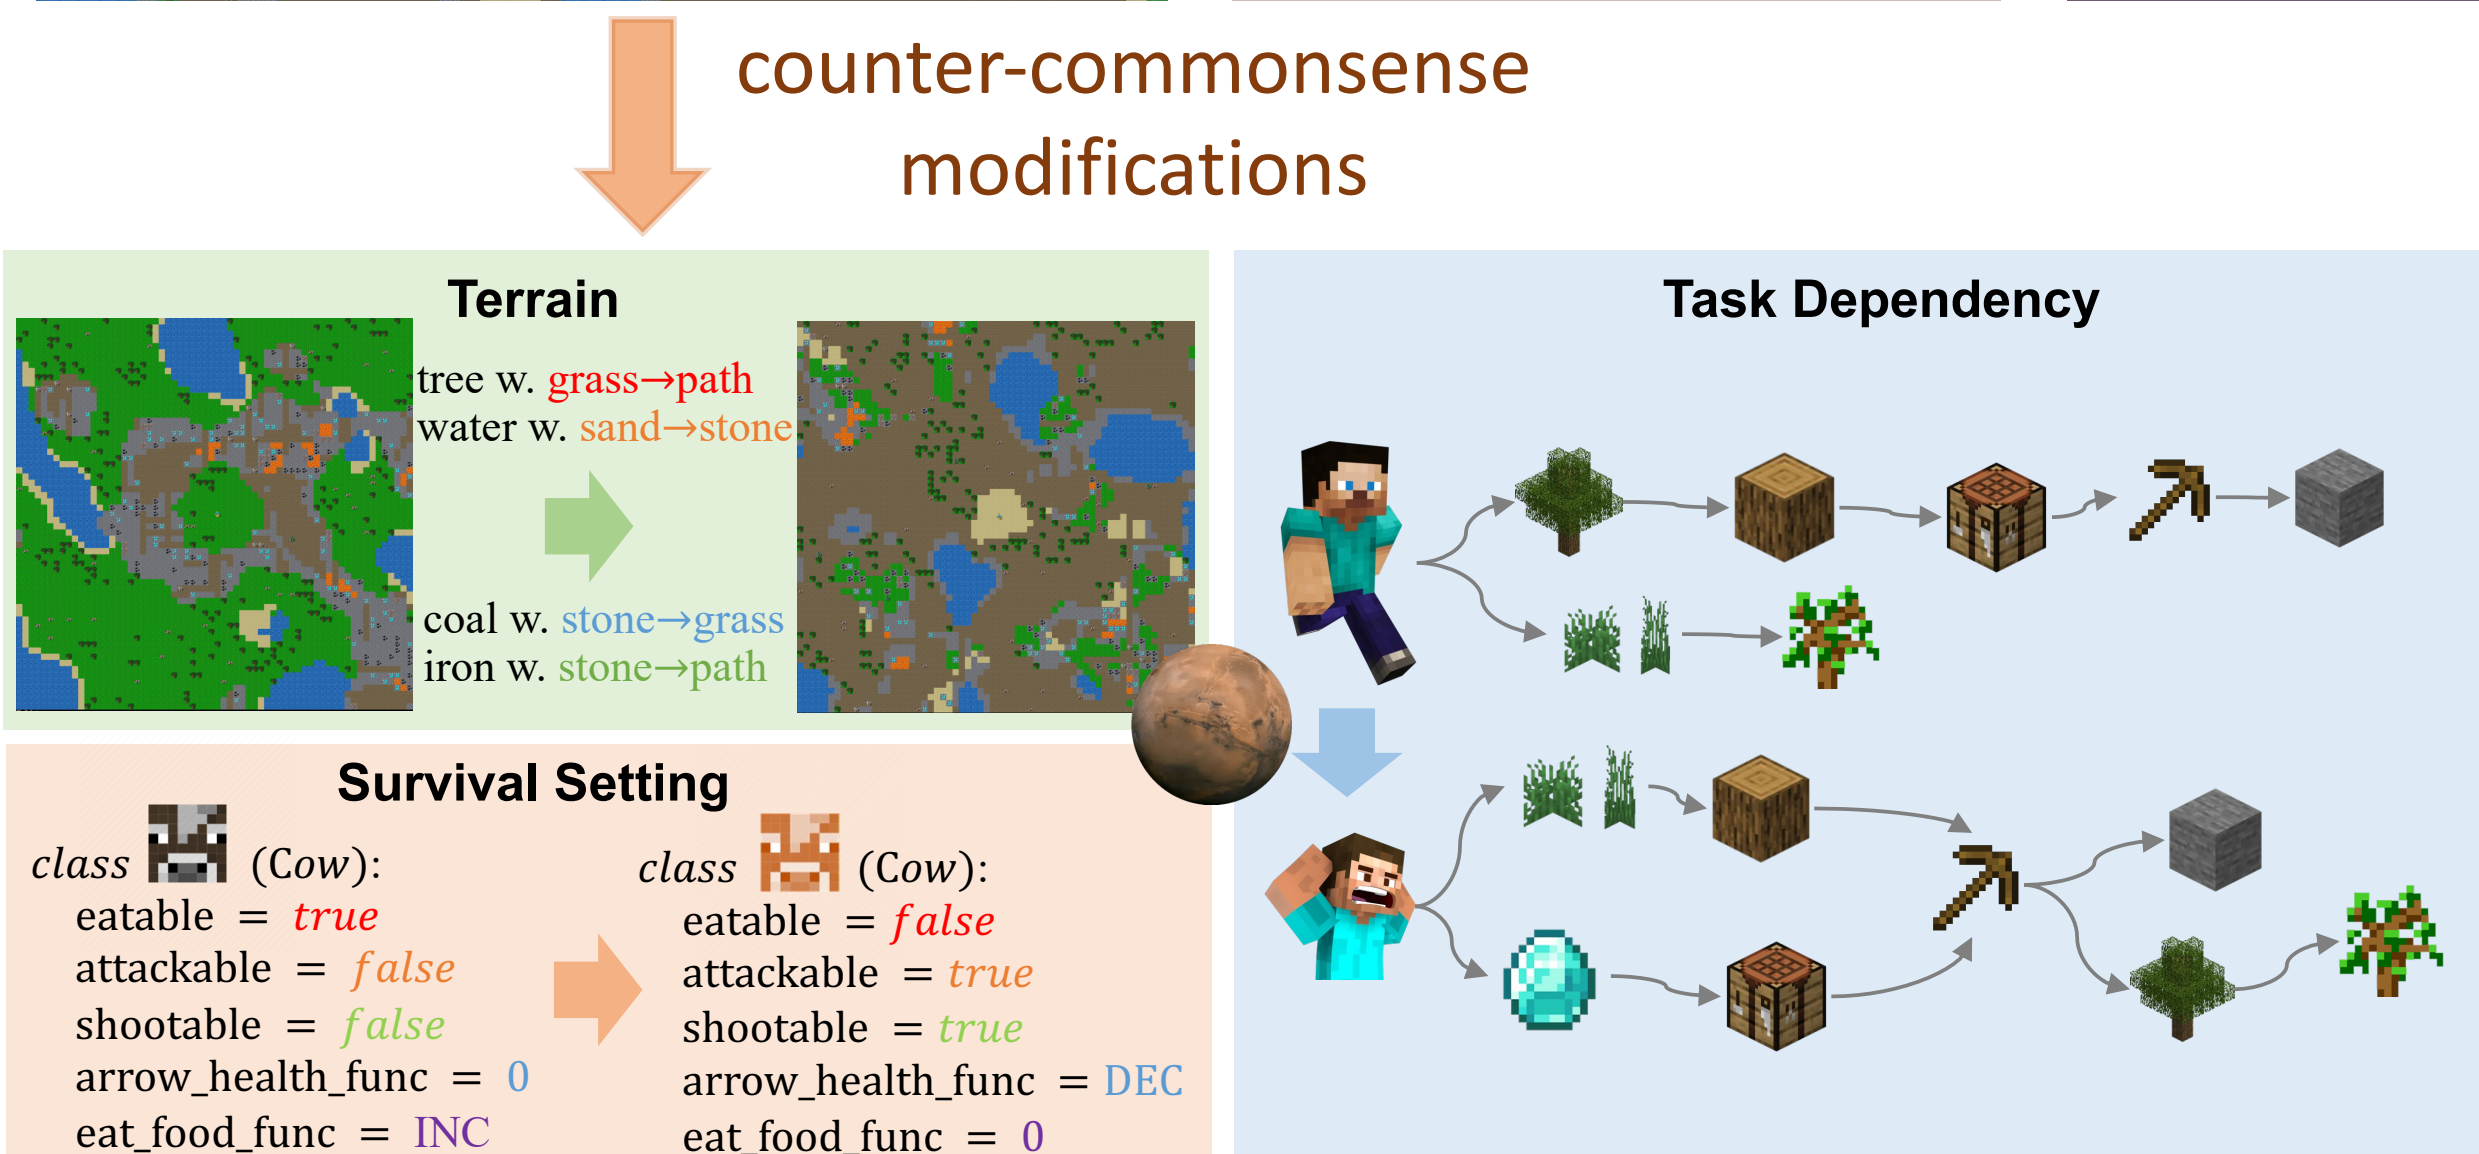 counter-commonsense
modifications
Terrain
tree w. grass→path
water w. sand→stone
coal w. stone→grass
iron w. stone→path
Survival Setting
class (Cow):
eatable = true
attackable = false
shootable = false
arrow_health_func = 0
eat_food_func = INC
class (Cow):
eatable = false
attackable = true
shootable = true
arrow_health_func = DEC
eat_food_func = 0
Task Dependency